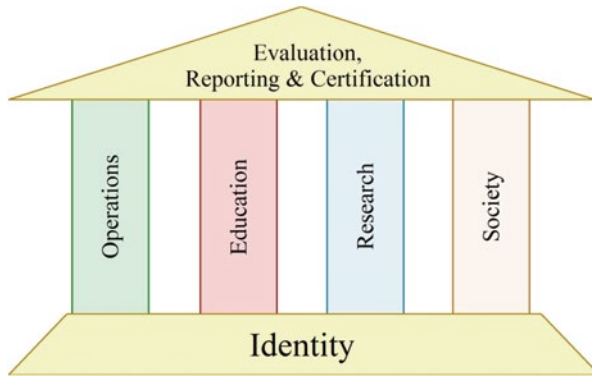 Evaluation,
Reporting & Certification
Operations
Education
Research
Society
Identity